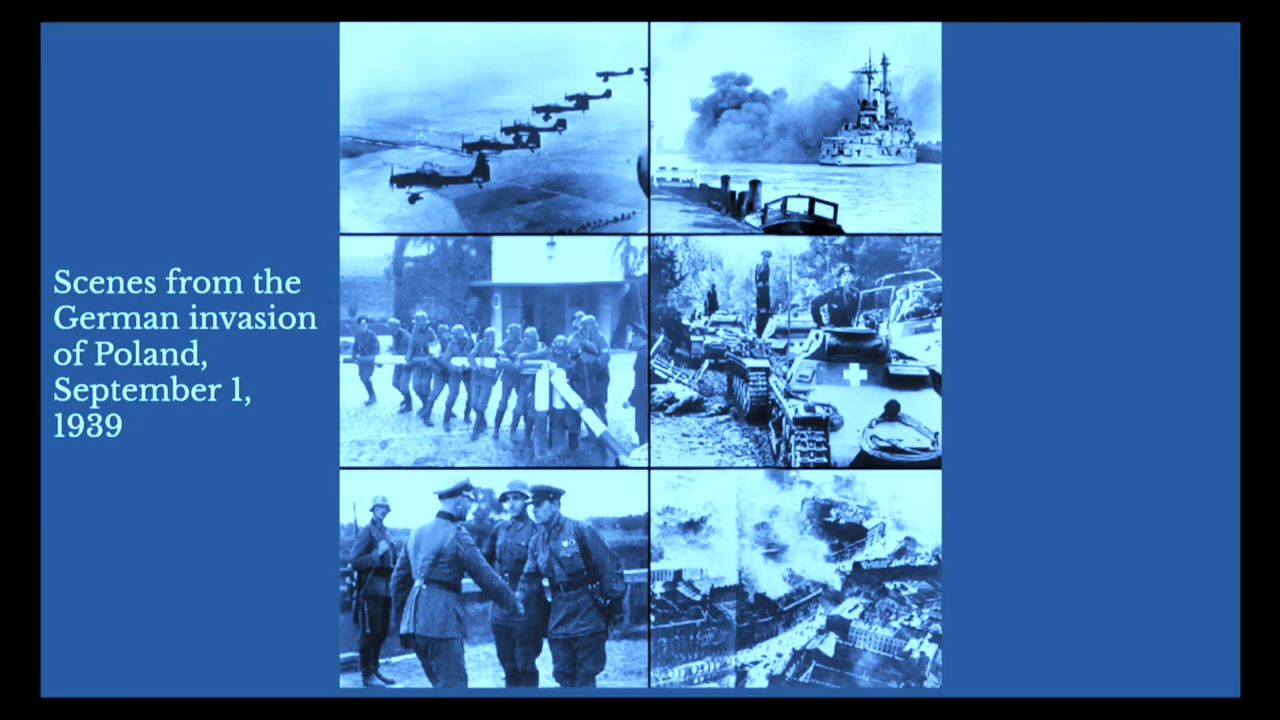 Scenes from the
German invasion
of Poland,
September 1,
1939